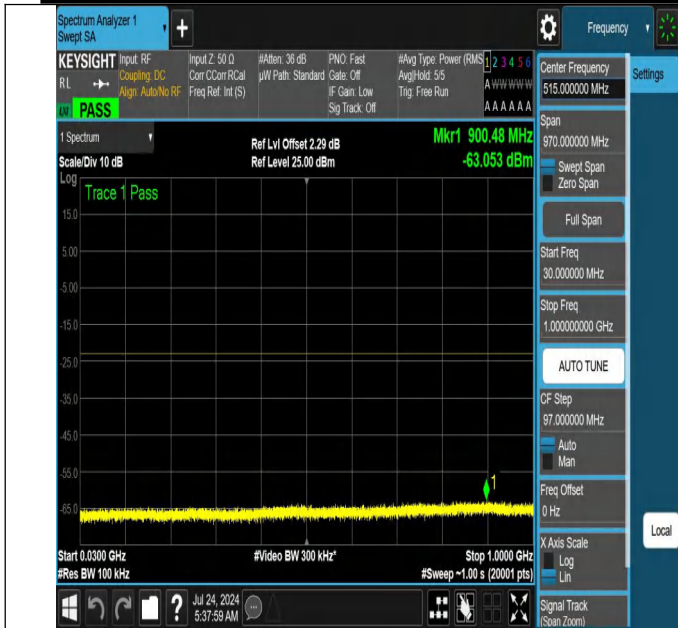 Spectrum Analyzer 1
Swept SA
+
Frequency
KEYSIGHT
RL
PASS
Input: RF
Coupling: DC
Align: Auto/No RF
Input Z: 50 Ω
Corr CCorr RCal
Freq Ref: Int (S)
#Atten: 36 dB
µW Path: Standard
PNO: Fast
Gate: Off
IF Gain: Low
Sig Track: Off
#Avg Type: Power (RMS
Avg|Hold: 5/5
Trig: Free Run
1 2 3 4 5 6
A W W W W W
A A A A A A
1 Spectrum
Scale/Div 10 dB
Ref Lvl Offset 2.29 dB
Ref Level 25.00 dBm
Mkr1 900.48 MHz
-63.053 dBm
Log
Trace 1 Pass
15.0
5.00
-5.00
-15.0
-25.0
-35.0
-45.0
-55.0
-65.0
1
Start 0.0300 GHz
#Res BW 100 kHz
#Video BW 300 kHz*
Stop 1.0000 GHz
#Sweep ~1.00 s (20001 pts)
Center Frequency
515.000000 MHz
Settings
Span
970.000000 MHz
Swept Span
Zero Span
Full Span
Start Freq
30.000000 MHz
Stop Freq
1.000000000 GHz
AUTO TUNE
CF Step
97.000000 MHz
Auto
Man
Freq Offset
0 Hz
X Axis Scale
Log
Lin
Signal Track
(Span Zoom)
Local
?
Jul 24, 2024
5:37:59 AM